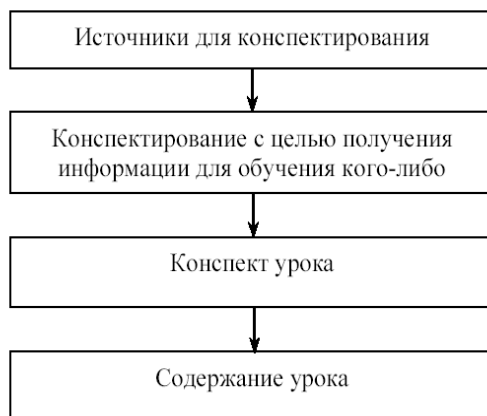 Источники для конспектирования
Конспектирование с целью получения
информации для обучения кого-либо
Конспект урока
Содержание урока